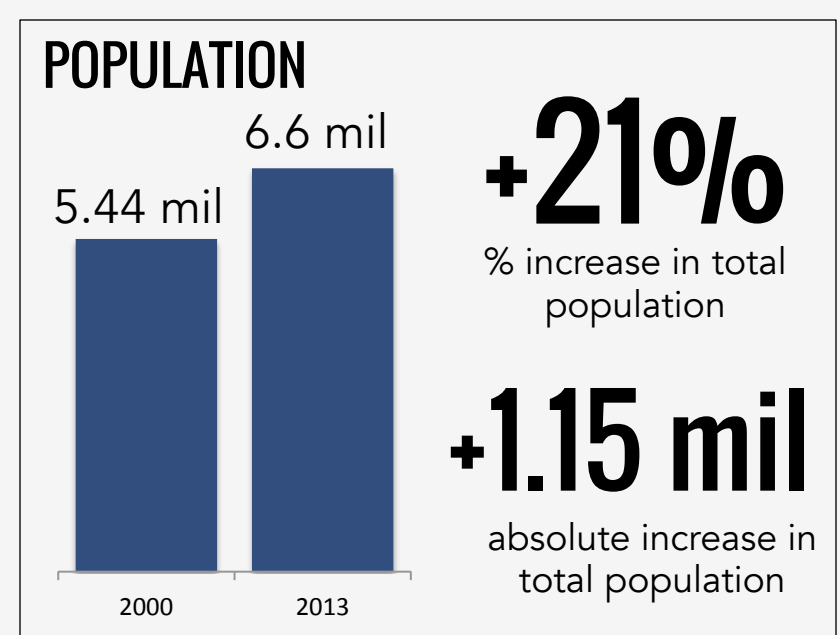 POPULATION
5.44 mil
6.6 mil
2000
2013
+21%
% increase in total
population
+1.15 mil
absolute increase in
total population